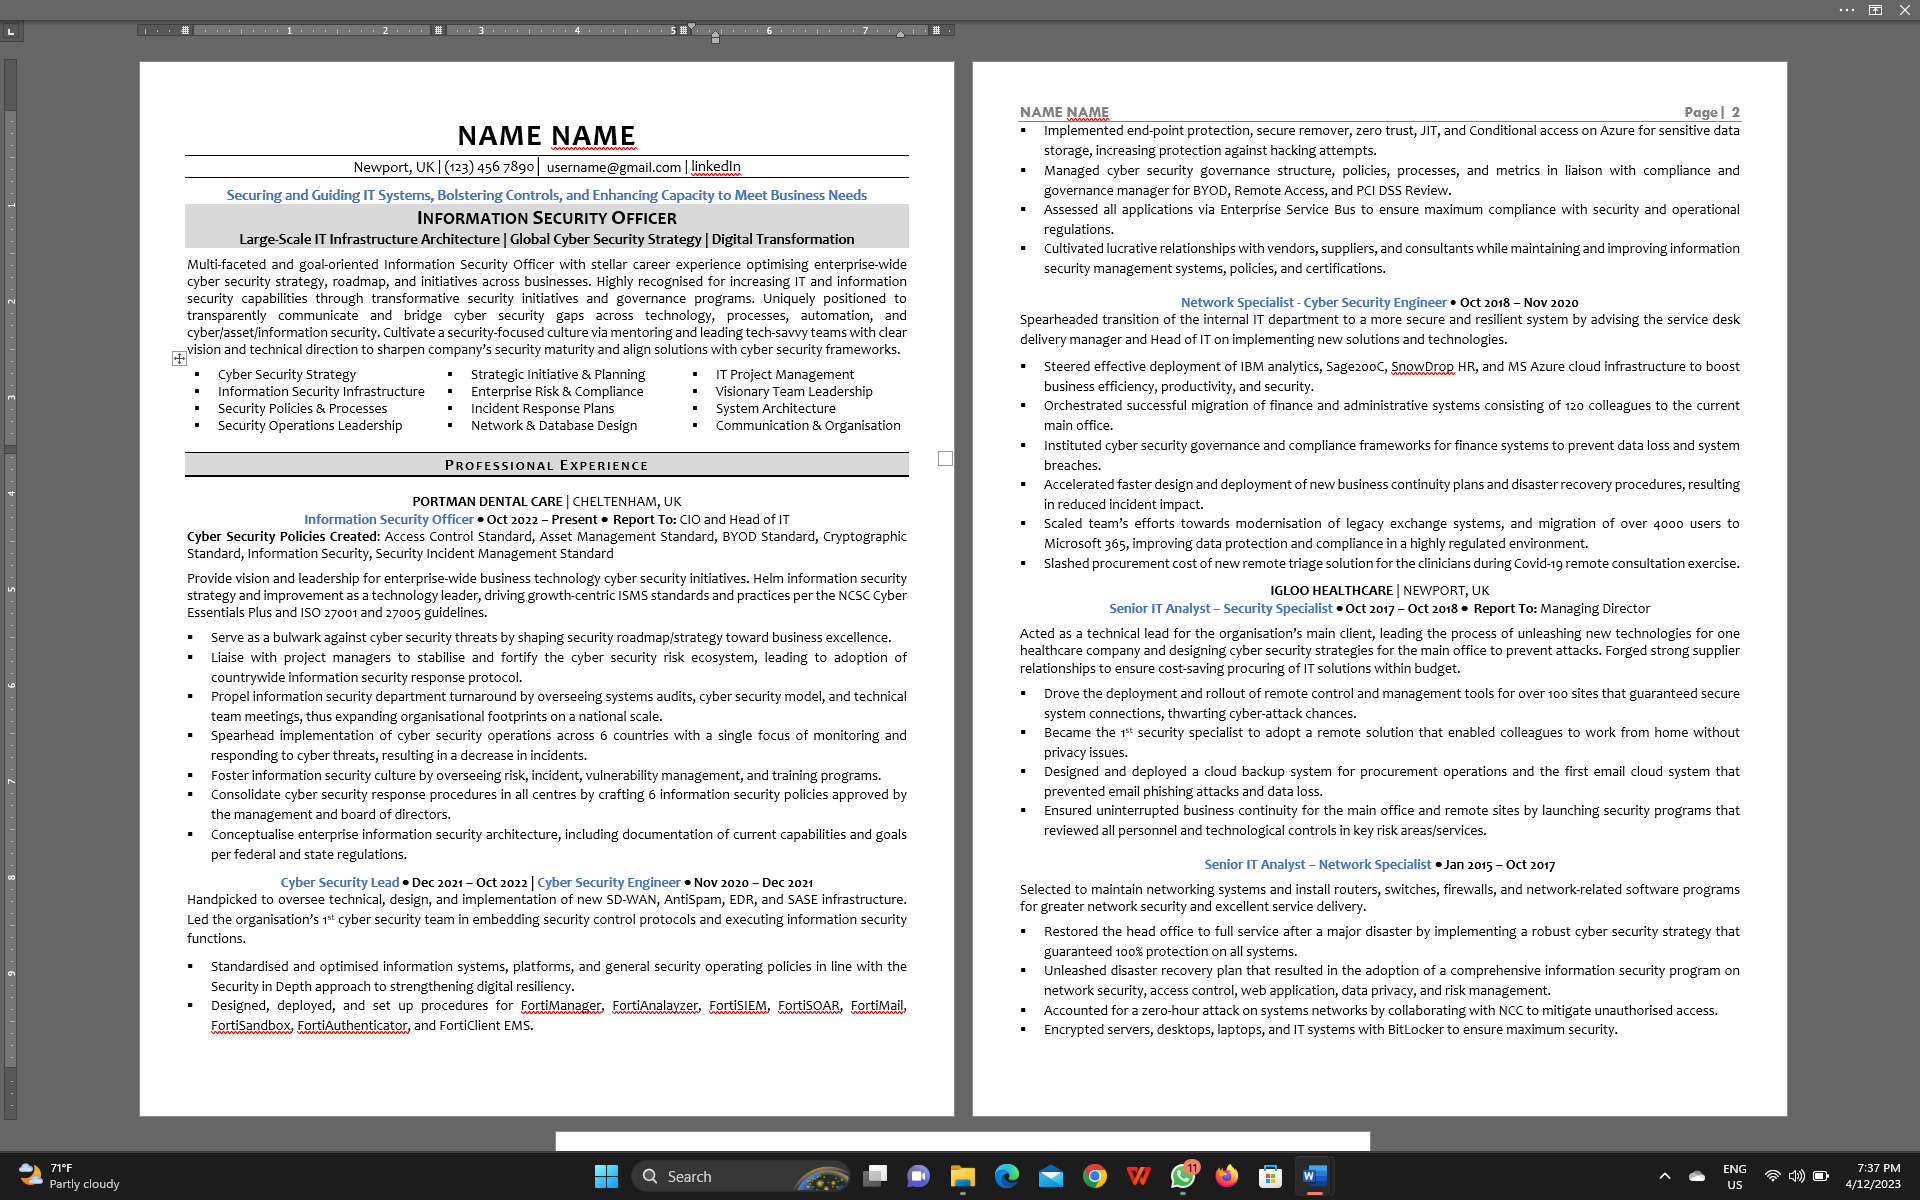 1 2 3 4 5 6 7
NAME NAME
Newport, UK | (123) 456 7890 | username@gmail.com | linkedIn
Securing and Guiding IT Systems, Bolstering Controls, and Enhancing Capacity to Meet Business Needs
INFORMATION SECURITY OFFICER
Large-Scale IT Infrastructure Architecture | Global Cyber Security Strategy | Digital Transformation
Multi-faceted and goal-oriented Information Security Officer with stellar career experience optimising enterprise-wide
cyber security strategy, roadmap, and initiatives across businesses. Highly recognised for increasing IT and information
security capabilities through transformative security initiatives and governance programs. Uniquely positioned to
transparently communicate and bridge cyber security gaps across technology, processes, automation, and
cyber/asset/information security. Cultivate a security-focused culture via mentoring and leading tech-savvy teams with clear
vision and technical direction to sharpen company's security maturity and align solutions with cyber security frameworks.
▪ Cyber Security Strategy
▪ Information Security Infrastructure
▪ Security Policies & Processes
▪ Security Operations Leadership
▪ Strategic Initiative & Planning
▪ Enterprise Risk & Compliance
▪ Incident Response Plans
▪ Network & Database Design
▪ IT Project Management
▪ Visionary Team Leadership
▪ System Architecture
▪ Communication & Organisation
PROFESSIONAL EXPERIENCE
PORTMAN DENTAL CARE | CHELTENHAM, UK
Information Security Officer ● Oct 2022 – Present ● Report To: CIO and Head of IT
Cyber Security Policies Created: Access Control Standard, Asset Management Standard, BYOD Standard, Cryptographic
Standard, Information Security, Security Incident Management Standard
Provide vision and leadership for enterprise-wide business technology cyber security initiatives. Helm information security
strategy and improvement as a technology leader, driving growth-centric ISMS standards and practices per the NCSC Cyber
Essentials Plus and ISO 27001 and 27005 guidelines.
▪ Serve as a bulwark against cyber security threats by shaping security roadmap/strategy toward business excellence.
▪ Liaise with project managers to stabilise and fortify the cyber security risk ecosystem, leading to adoption of
countrywide information security response protocol.
▪ Propel information security department turnaround by overseeing systems audits, cyber security model, and technical
team meetings, thus expanding organisational footprints on a national scale.
▪ Spearhead implementation of cyber security operations across 6 countries with a single focus of monitoring and
responding to cyber threats, resulting in a decrease in incidents.
▪ Foster information security culture by overseeing risk, incident, vulnerability management, and training programs.
▪ Consolidate cyber security response procedures in all centres by crafting 6 information security policies approved by
the management and board of directors.
▪ Conceptualise enterprise information security architecture, including documentation of current capabilities and goals
per federal and state regulations.
Cyber Security Lead ● Dec 2021 – Oct 2022 | Cyber Security Engineer ● Nov 2020 – Dec 2021
Handpicked to oversee technical, design, and implementation of new SD-WAN, AntiSpam, EDR, and SASE infrastructure.
Led the organisation's 1st cyber security team in embedding security control protocols and executing information security
functions.
▪ Standardised and optimised information systems, platforms, and general security operating policies in line with the
Security in Depth approach to strengthening digital resiliency.
▪ Designed, deployed, and set up procedures for FortiManager, FortiAnalayzer, FortiSIEM, FortiSOAR, FortiMail,
FortiSandbox, FortiAuthenticator, and FortiClient EMS.
NAME NAME Page | 2
▪ Implemented end-point protection, secure remover, zero trust, JIT, and Conditional access on Azure for sensitive data
storage, increasing protection against hacking attempts.
▪ Managed cyber security governance structure, policies, processes, and metrics in liaison with compliance and
governance manager for BYOD, Remote Access, and PCI DSS Review.
▪ Assessed all applications via Enterprise Service Bus to ensure maximum compliance with security and operational
regulations.
▪ Cultivated lucrative relationships with vendors, suppliers, and consultants while maintaining and improving information
security management systems, policies, and certifications.
Network Specialist - Cyber Security Engineer ● Oct 2018 – Nov 2020
Spearheaded transition of the internal IT department to a more secure and resilient system by advising the service desk
delivery manager and Head of IT on implementing new solutions and technologies.
▪ Steered effective deployment of IBM analytics, Sage200C, SnowDrop HR, and MS Azure cloud infrastructure to boost
business efficiency, productivity, and security.
▪ Orchestrated successful migration of finance and administrative systems consisting of 120 colleagues to the current
main office.
▪ Instituted cyber security governance and compliance frameworks for finance systems to prevent data loss and system
breaches.
▪ Accelerated faster design and deployment of new business continuity plans and disaster recovery procedures, resulting
in reduced incident impact.
▪ Scaled team's efforts towards modernisation of legacy exchange systems, and migration of over 4000 users to
Microsoft 365, improving data protection and compliance in a highly regulated environment.
▪ Slashed procurement cost of new remote triage solution for the clinicians during Covid-19 remote consultation exercise.
IGLOO HEALTHCARE | NEWPORT, UK
Senior IT Analyst – Security Specialist ● Oct 2017 – Oct 2018 ● Report To: Managing Director
Acted as a technical lead for the organisation's main client, leading the process of unleashing new technologies for one
healthcare company and designing cyber security strategies for the main office to prevent attacks. Forged strong supplier
relationships to ensure cost-saving procuring of IT solutions within budget.
▪ Drove the deployment and rollout of remote control and management tools for over 100 sites that guaranteed secure
system connections, thwarting cyber-attack chances.
▪ Became the 1st security specialist to adopt a remote solution that enabled colleagues to work from home without
privacy issues.
▪ Designed and deployed a cloud backup system for procurement operations and the first email cloud system that
prevented email phishing attacks and data loss.
▪ Ensured uninterrupted business continuity for the main office and remote sites by launching security programs that
reviewed all personnel and technological controls in key risk areas/services.
Senior IT Analyst – Network Specialist ● Jan 2015 – Oct 2017
Selected to maintain networking systems and install routers, switches, firewalls, and network-related software programs
for greater network security and excellent service delivery.
▪ Restored the head office to full service after a major disaster by implementing a robust cyber security strategy that
guaranteed 100% protection on all systems.
▪ Unleashed disaster recovery plan that resulted in the adoption of a comprehensive information security program on
network security, access control, web application, data privacy, and risk management.
▪ Accounted for a zero-hour attack on systems networks by collaborating with NCC to mitigate unauthorised access.
▪ Encrypted servers, desktops, laptops, and IT systems with BitLocker to ensure maximum security.
1
2
3
4
5
6
7
8
9
71°F
Partly cloudy
Search
11
ENG
US
7:37 PM
4/12/2023